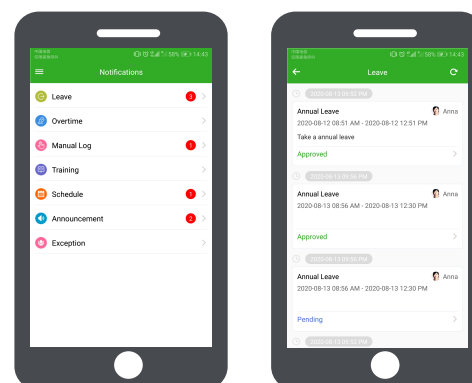 58% 14:43
Notifications
Leave 3
Overtime
Manual Log 1
Training
Schedule 1
Announcement 2
Exception
58% 14:43
Leave
Annual Leave Anna
2020-08-12 08:51 AM - 2020-08-12 12:51 PM
Take a annual leave
Approved
Annual Leave Anna
2020-08-13 08:56 AM - 2020-08-13 12:30 PM
Approved
Annual Leave Anna
2020-08-13 08:56 AM - 2020-08-13 12:30 PM
Pending